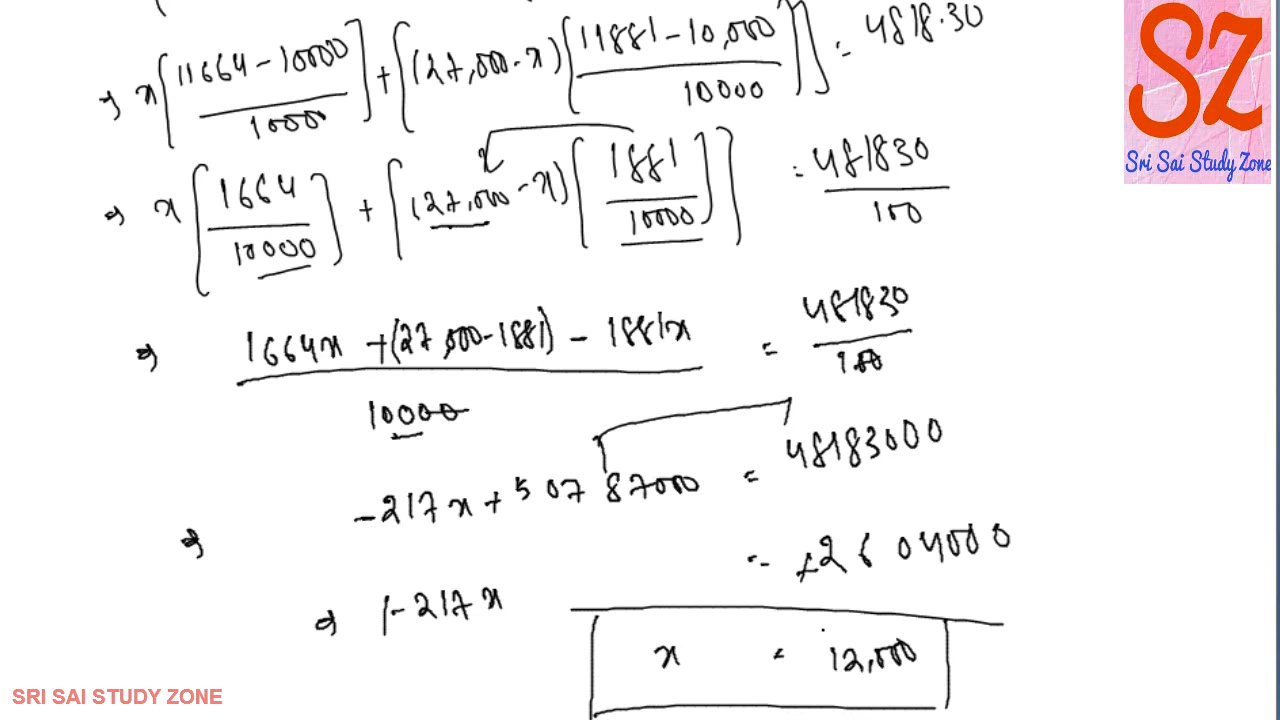 ⇒ x[11664-10000/10000] + [(27,000-x)[11881-10,000/10000]] = 4818.30
⇒ x[1664/10000] + [(27,000-x)[1881/10000]] = 481830/100
⇒ 1664x +(27,000-1881) - 1881x/10000 = 481830/100
⇒ -217x + 50787000 = 48183000
⇒ -217x = -2604000
x = 12,000
SZ
Sri Sai Study Zone
SRI SAI STUDY ZONE